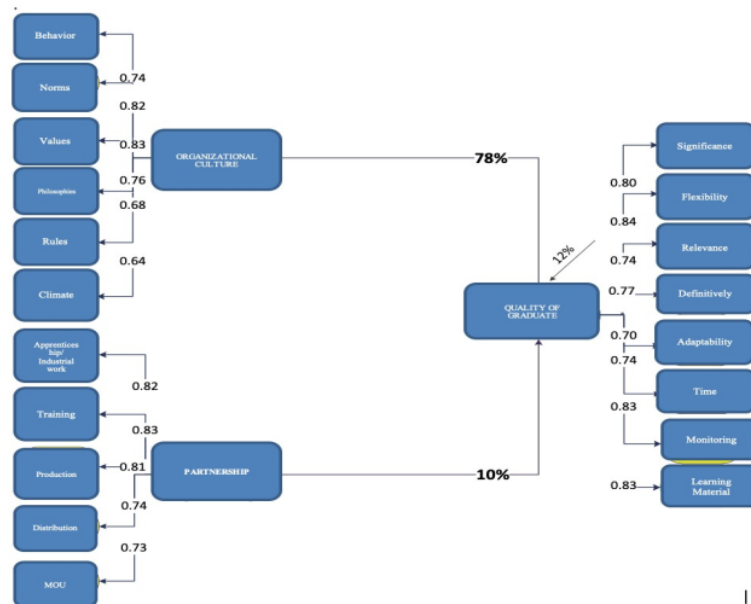 Behavior
0.74
Norms
0.82
Values
0.83
ORGANIZATIONAL
CULTURE
0.76
Philosophies
0.68
Rules
0.64
Climate
Apprentices
hip/
Industrial
work
0.82
Training
0.83
Production
0.81
PARTNERSHIP
0.74
Distribution
0.73
MOU
78%
12%
QUALITY OF
GRADUATE
10%
Significance
0.80
Flexibility
0.84
Relevance
0.74
Definitively
0.77
0.70
Adaptability
0.74
Time
0.83
Monitoring
0.83
Learning
Material